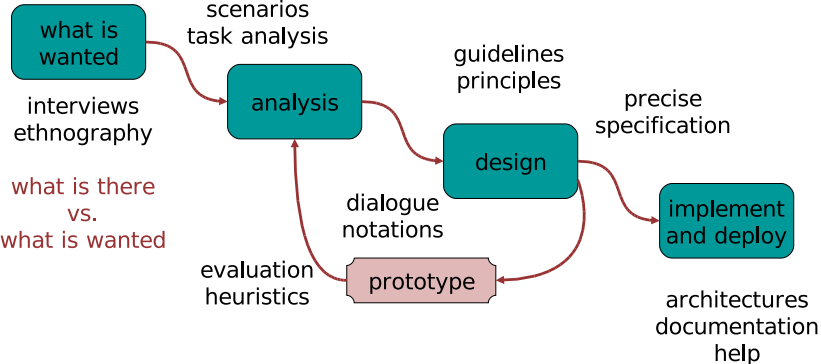 what is
wanted
scenarios
task analysis
interviews
ethnography
analysis
guidelines
principles
what is there
vs.
what is wanted
design
precise
specification
dialogue
notations
implement
and deploy
evaluation
heuristics
prototype
architectures
documentation
help